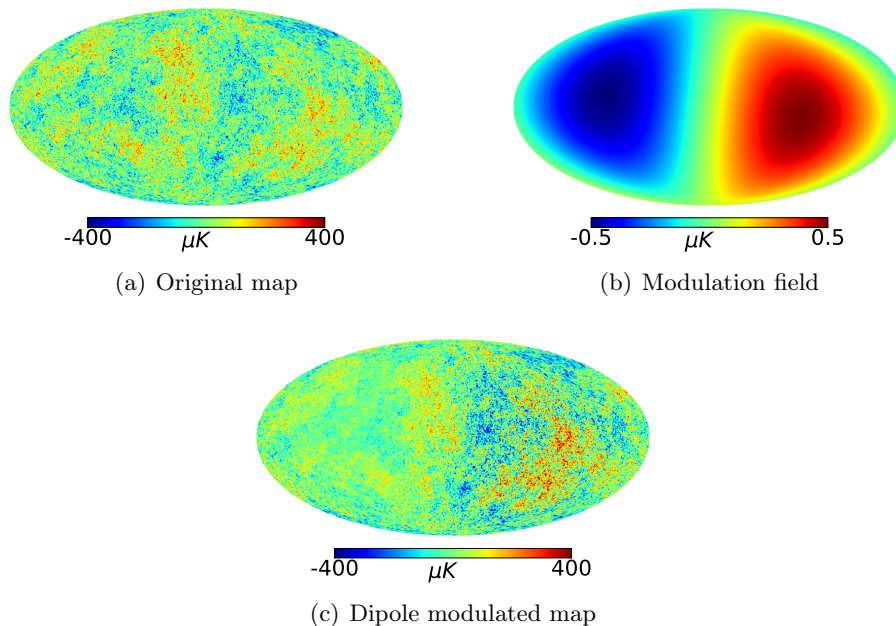 -400 μK 400
(a) Original map
-0.5 μK 0.5
(b) Modulation field
-400 μK 400
(c) Dipole modulated map